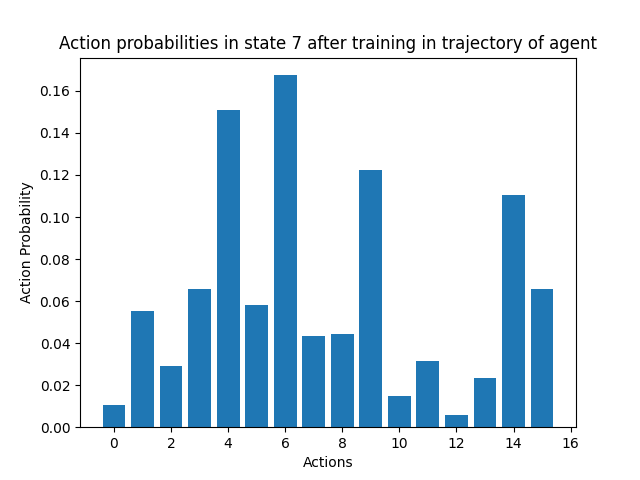 Action probabilities in state 7 after training in trajectory of agent
0.16
0.14
0.12
0.10
0.08
0.06
0.04
0.02
0.00
Action Probability
0 2 4 6 8 10 12 14 16
Actions